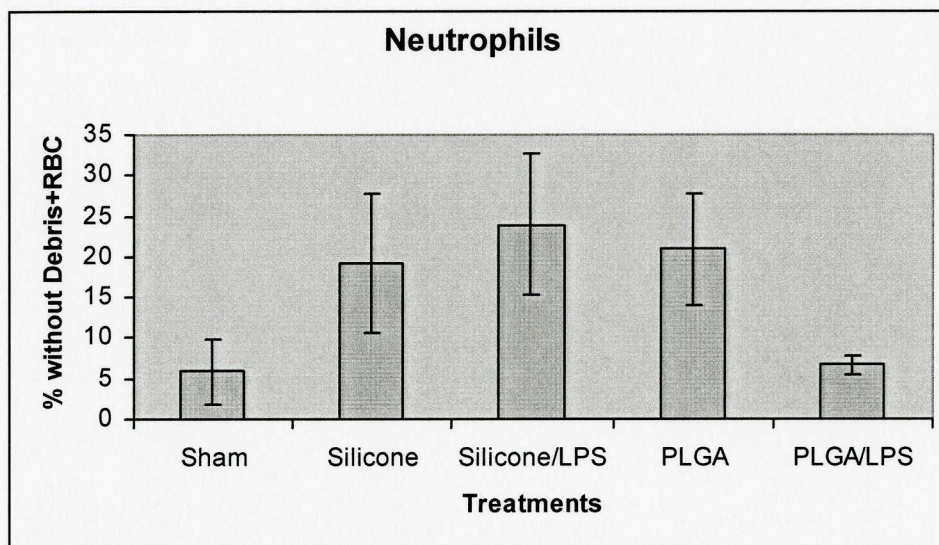 Neutrophils
% without Debris+RBC
35
30
25
20
15
10
5
0
Sham Silicone Silicone/LPS PLGA PLGA/LPS
Treatments